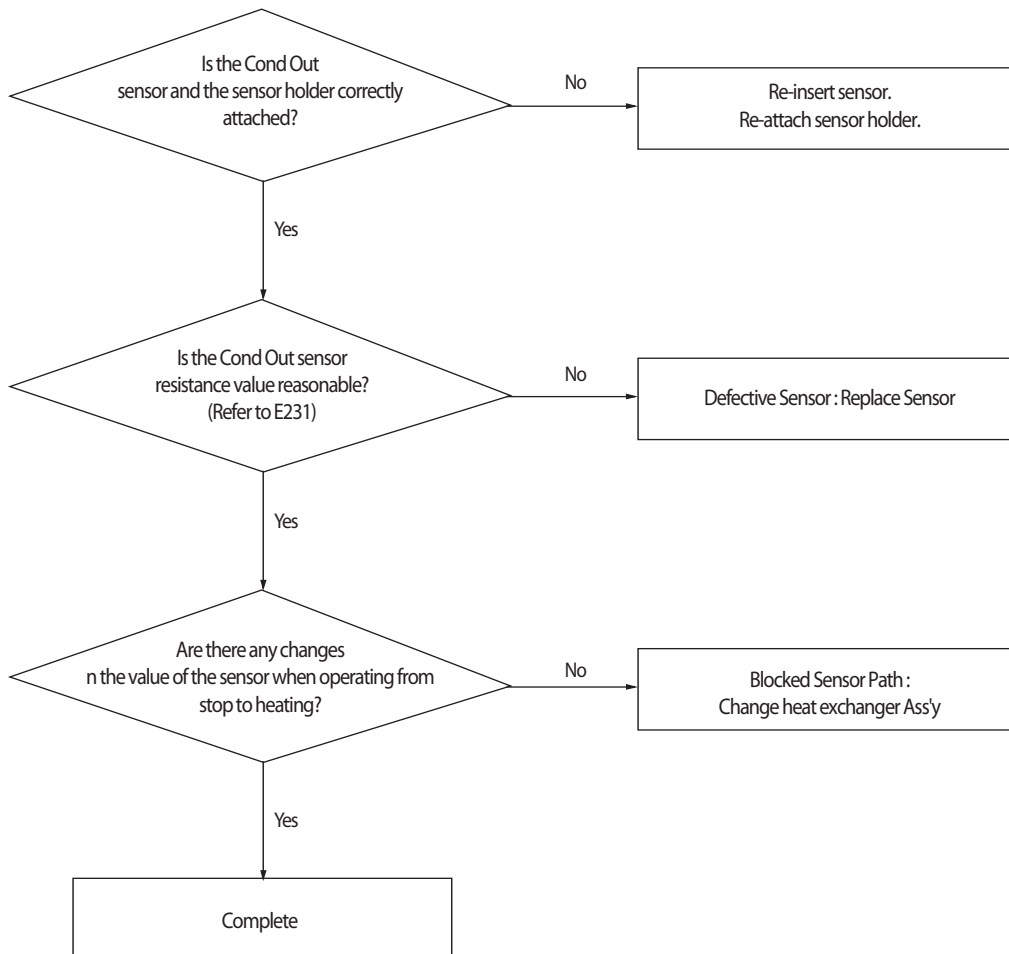 Is the Cond Out
sensor and the sensor holder correctly
attached?
No
Re-insert sensor.
Re-attach sensor holder.
Yes
Is the Cond Out sensor
resistance value reasonable?
(Refer to E231)
No
Defective Sensor : Replace Sensor
Yes
Are there any changes
n the value of the sensor when operating from
stop to heating?
No
Blocked Sensor Path :
Change heat exchanger Ass'y
Yes
Complete